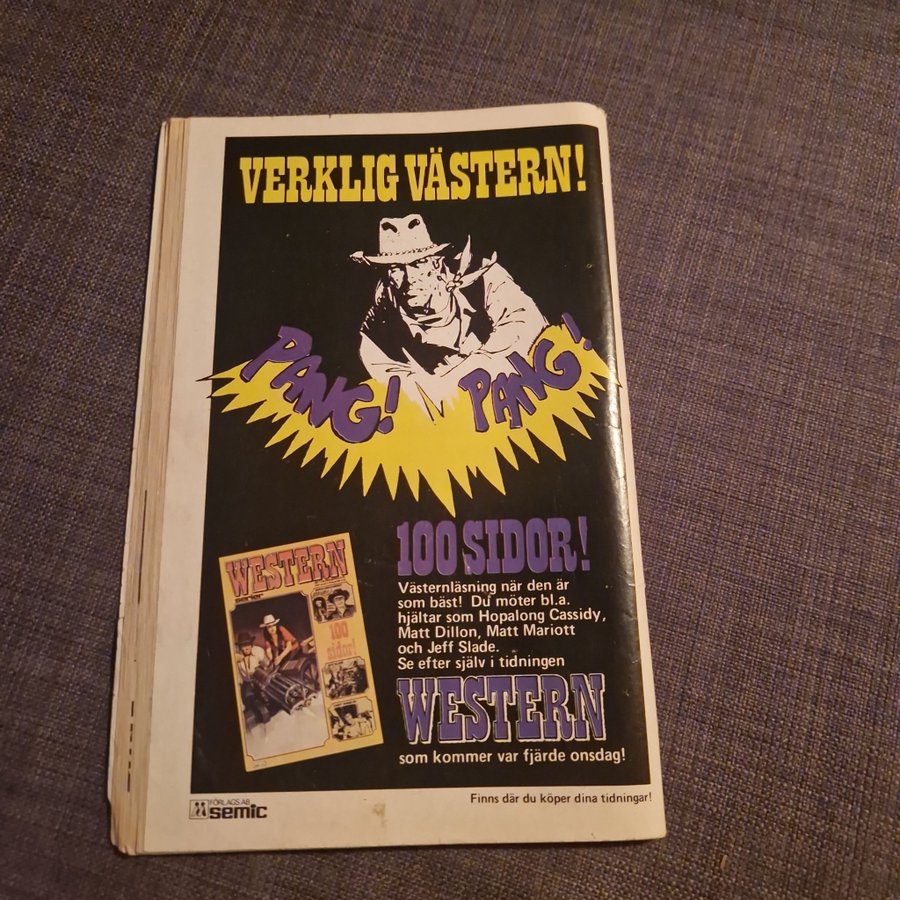 VERKLIG VÄSTERN!
PANG! PANG!
100 SIDOR!
Västernläsning när den är
som bäst! Du möter bl.a.
hjältar som Hopalong Cassidy,
Matt Dillon, Matt Mariott
och Jeff Slade.
Se efter själv i tidningen
WESTERN
som kommer var fjärde onsdag!
WESTERN
serier
100
sidor!
FÖRLAGS AB
semic
Finns där du köper dina tidningar!